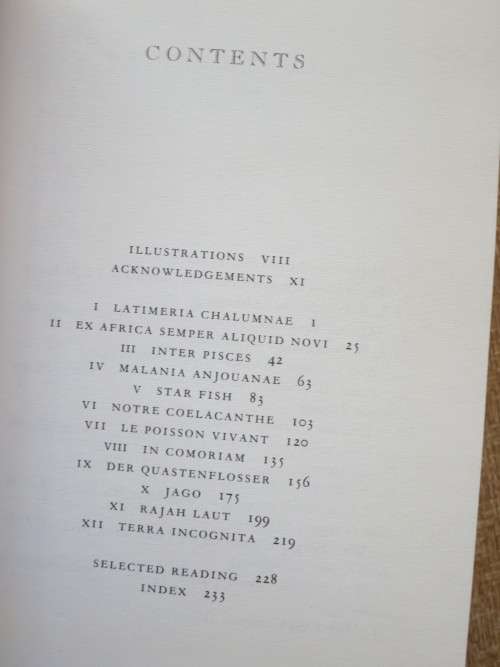 CONTENTS
ILLUSTRATIONS VIII
ACKNOWLEDGEMENTS XI
I LATIMERIA CHALUMNAE 1
II EX AFRICA SEMPER ALIQUID NOVI 25
III INTER PISCES 42
IV MALANIA ANJOUANAE 63
V STAR FISH 83
VI NOTRE COELACANTHE 103
VII LE POISSON VIVANT 120
VIII IN COMORIAM 135
IX DER QUASTENFLOSSER 156
X JAGO 175
XI RAJAH LAUT 199
XII TERRA INCOGNITA 219
SELECTED READING 228
INDEX 233